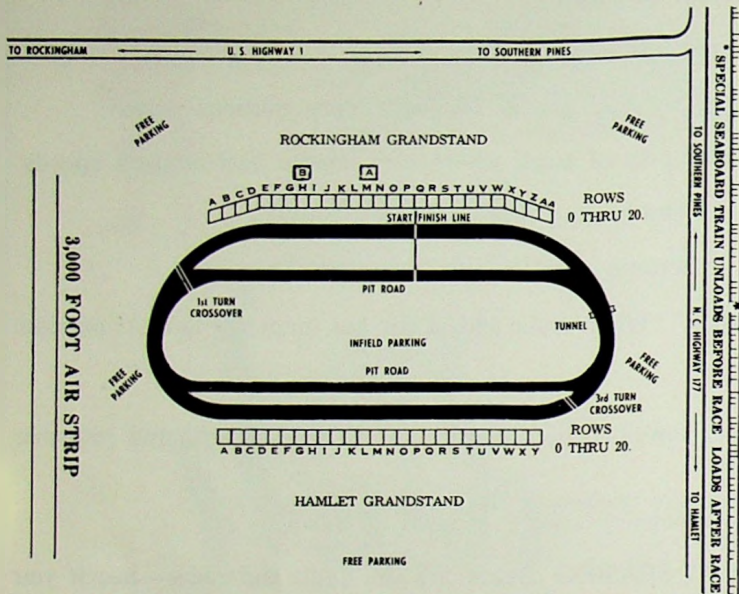 TO ROCKINGHAM
U. S. HIGHWAY 1
TO SOUTHERN PINES
FREE
PARKING
FREE
PARKING
ROCKINGHAM GRANDSTAND
B
A
A B C D E F G H I J K L M N O P Q R S T U V W X Y Z AA
ROWS
0 THRU 20.
START FINISH LINE
PIT ROAD
1st TURN
CROSSOVER
TUNNEL
INFIELD PARKING
PIT ROAD
FREE
PARKING
FREE
PARKING
3rd TURN
CROSSOVER
ROWS
0 THRU 20.
A B C D E F G H I J K L M N O P Q R S T U V W X Y
HAMLET GRANDSTAND
FREE PARKING
3,000 FOOT AIR STRIP
TO SOUTHERN PINES
N. C. HIGHWAY 177
TO HAMLET
* SPECIAL SEABOARD TRAIN UNLOADS BEFORE RACE LOADS AFTER RACE
*